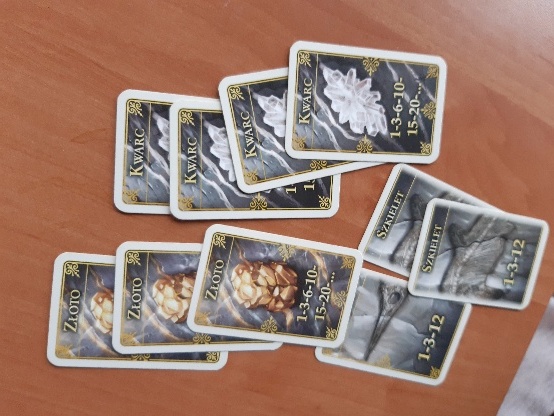 KWARC
KWARC
KWARC
KWARC
1-3-6-10-
15-20-...
SZKIELET
SZKIELET
1-3-12
1-3-12
ZŁOTO
ZŁOTO
ZŁOTO
1-3-6-10-
15-20-...